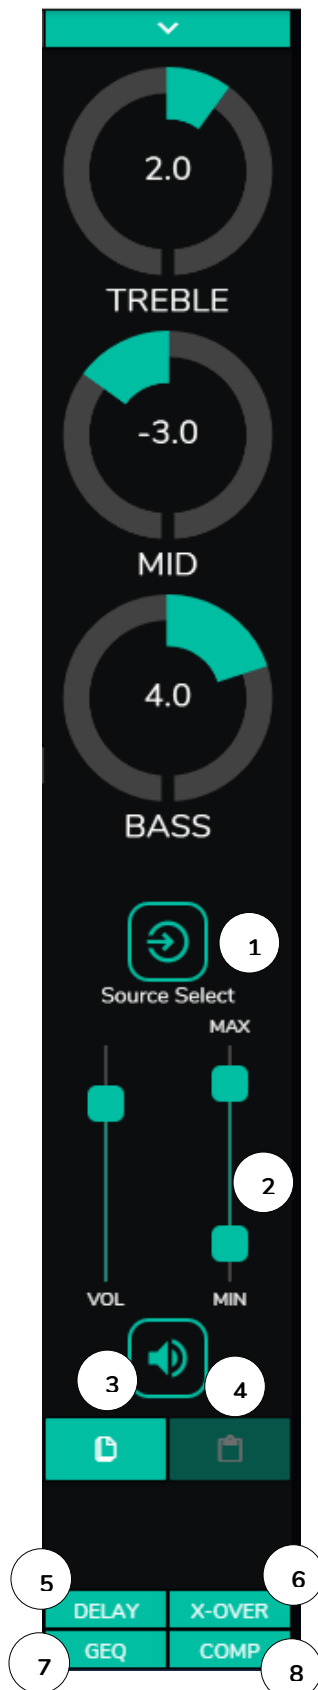 2.0
TREBLE
-3.0
MID
4.0
BASS
1
Source Select
MAX
2
VOL MIN
3 4
5 6
DELAY X-OVER
GEQ COMP
7 8